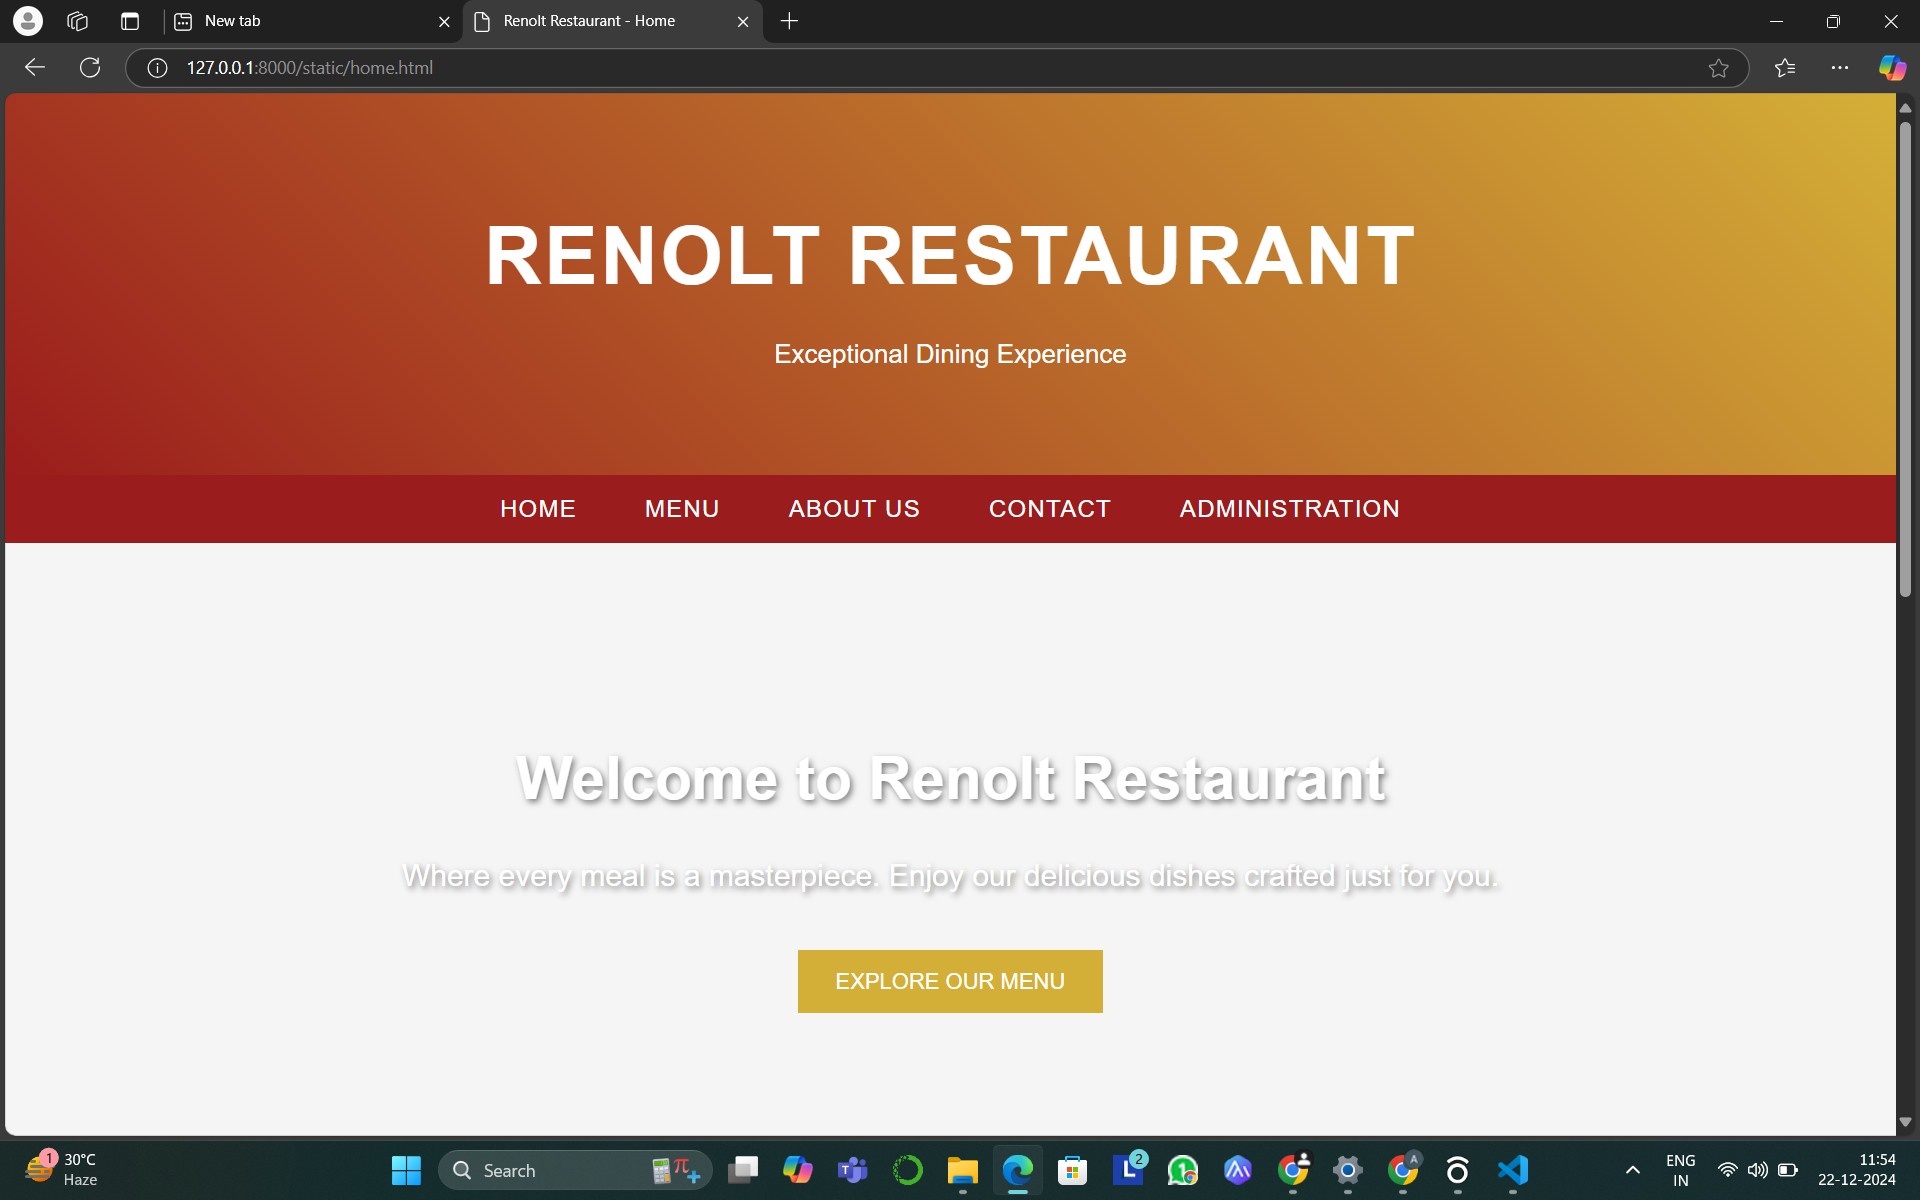 New tab
Renolt Restaurant - Home
127.0.0.1:8000/static/home.html
RENOLT RESTAURANT
Exceptional Dining Experience
HOME MENU ABOUT US CONTACT ADMINISTRATION
Welcome to Renolt Restaurant
Where every meal is a masterpiece. Enjoy our delicious dishes crafted just for you.
EXPLORE OUR MENU
1
30°C
Haze
Search
T
L
2
1
A
ENG
IN
11:54
22-12-2024